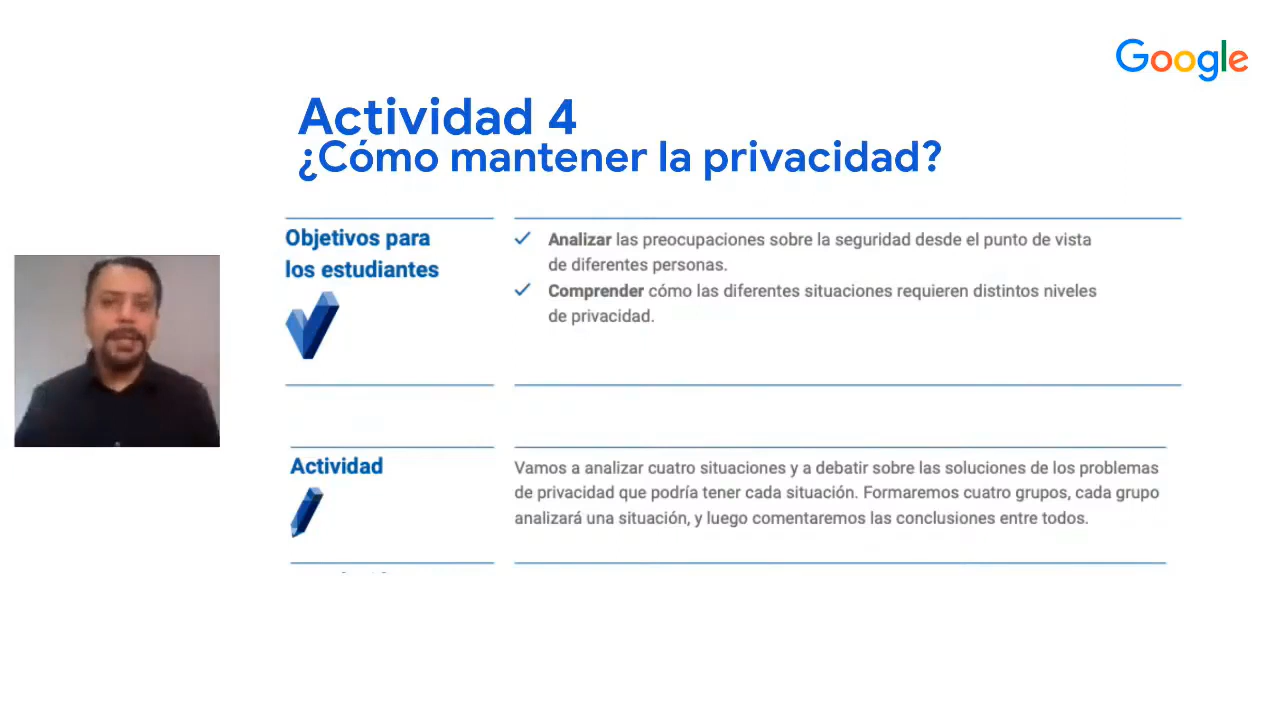 Google
Actividad 4
¿Cómo mantener la privacidad?
Objetivos para
los estudiantes
Analizar las preocupaciones sobre la seguridad desde el punto de vista
de diferentes personas.
Comprender cómo las diferentes situaciones requieren distintos niveles
de privacidad.
Actividad
Vamos a analizar cuatro situaciones y a debatir sobre las soluciones de los problemas
de privacidad que podría tener cada situación. Formaremos cuatro grupos, cada grupo
analizará una situación, y luego comentaremos las conclusiones entre todos.